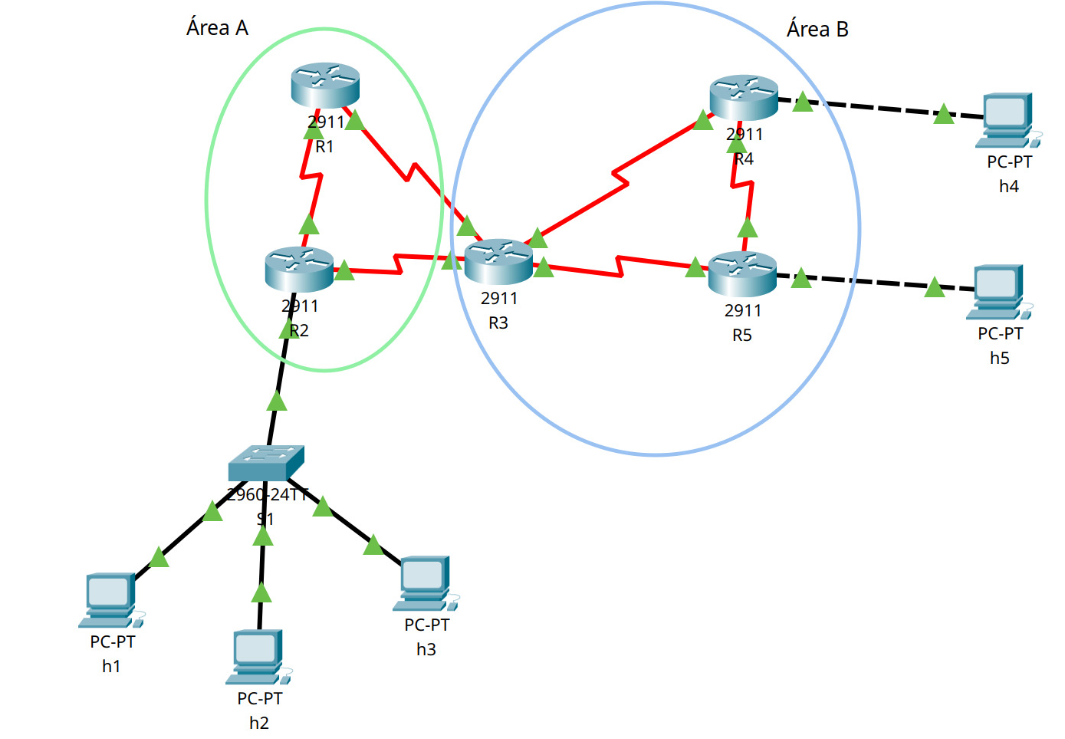 Área A
Área B
2911
R1
2911
R4
PC-PT
h4
2911
R2
2911
R3
2911
R5
PC-PT
h5
2960-24TT
S1
PC-PT
h1
PC-PT
h3
PC-PT
h2